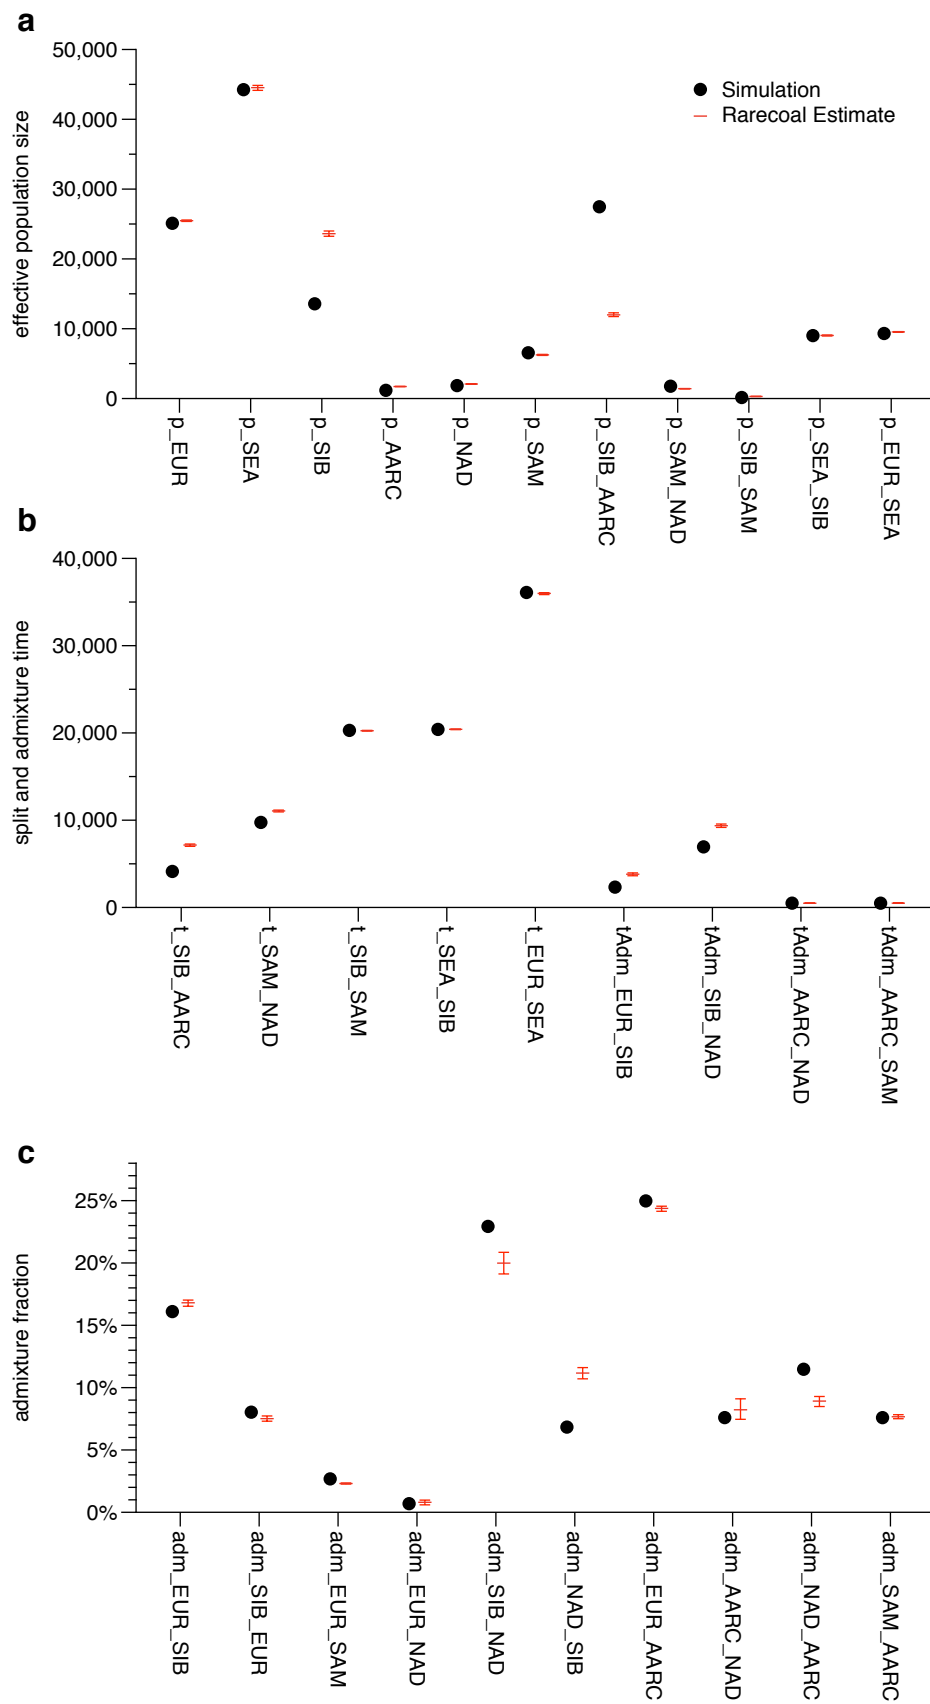 a
50,000
40,000
30,000
20,000
10,000
0
effective population size
Simulation
Rarecoal Estimate
p_EUR
p_SEA
p_SIB
p_AARC
p_NAD
p_SAM
p_SIB_AARC
p_SAM_NAD
p_SIB_SAM
p_SEA_SIB
p_EUR_SEA
b
40,000
30,000
20,000
10,000
0
split and admixture time
t_SIB_AARC
t_SAM_NAD
t_SIB_SAM
t_SEA_SIB
t_EUR_SEA
tAdm_EUR_SIB
tAdm_SIB_NAD
tAdm_AARC_NAD
tAdm_AARC_SAM
c
25%
20%
15%
10%
5%
0%
admixture fraction
adm_EUR_SIB
adm_SIB_EUR
adm_EUR_SAM
adm_EUR_NAD
adm_SIB_NAD
adm_NAD_SIB
adm_EUR_AARC
adm_AARC_NAD
adm_NAD_AARC
adm_SAM_AARC